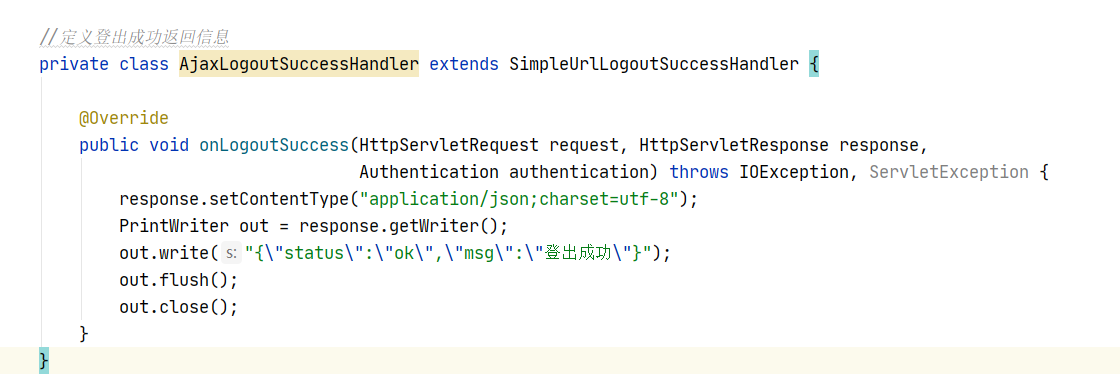 //定义登出成功返回信息
private class AjaxLogoutSuccessHandler extends SimpleUrlLogoutSuccessHandler {
@Override
public void onLogoutSuccess(HttpServletRequest request, HttpServletResponse response,
Authentication authentication) throws IOException, ServletException {
response.setContentType("application/json;charset=utf-8");
PrintWriter out = response.getWriter();
out.write( s: "{\"status\":\"ok\",\"msg\":\"登出成功\"}");
out.flush();
out.close();
}
}